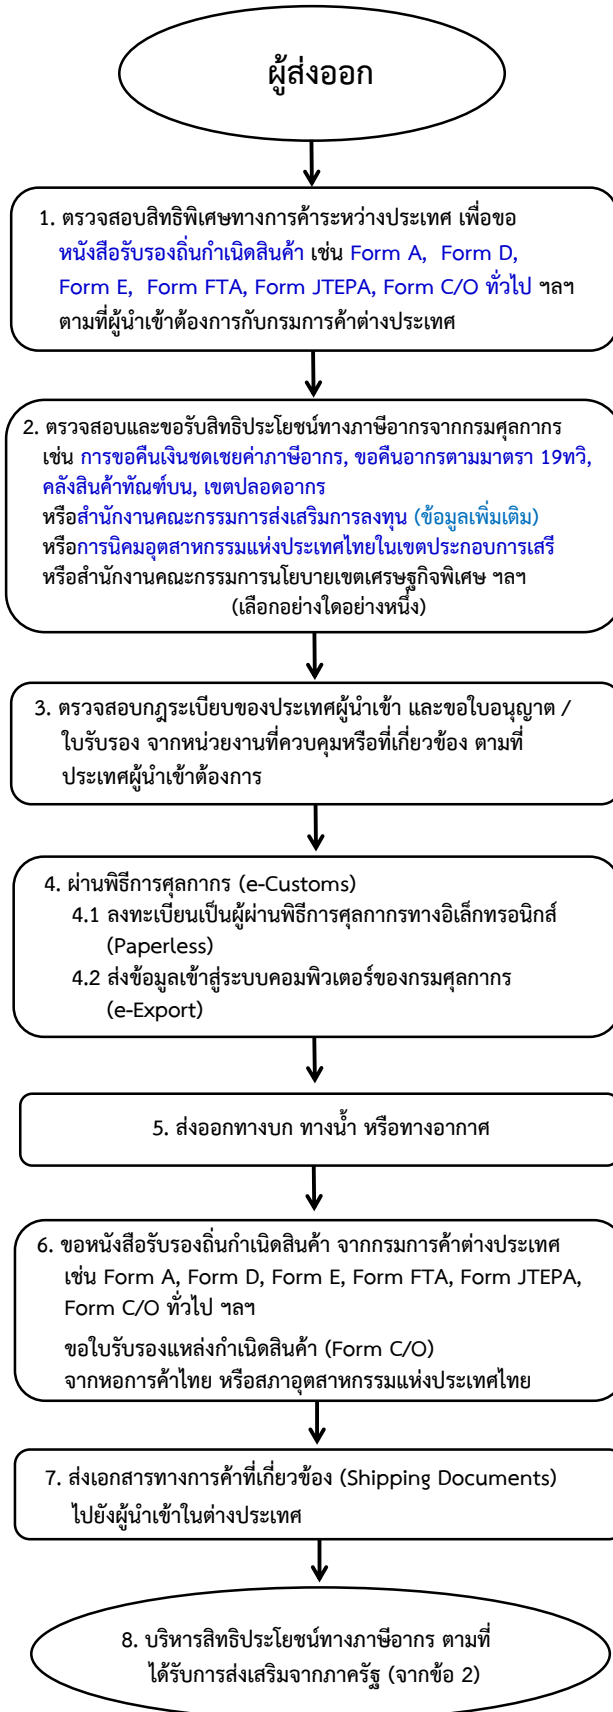 ผู้ส่งออก
1. ตรวจสอบสิทธิพิเศษทางการค้าระหว่างประเทศ เพื่อขอ
หนังสือรับรองถิ่นกำเนิดสินค้า เช่น Form A, Form D,
Form E, Form FTA, Form JTEPA, Form C/O ทั่วไป ฯลฯ
ตามที่ผู้นำเข้าต้องการกับกรมการค้าต่างประเทศ
2. ตรวจสอบและขอรับสิทธิประโยชน์ทางภาษีอากรจากกรมศุลกากร
เช่น การขอคืนเงินชดเชยค่าภาษีอากร, ขอคืนอากรตามมาตรา 19ทวิ,
คลังสินค้าทัณฑ์บน, เขตปลอดอากร
หรือสำนักงานคณะกรรมการส่งเสริมการลงทุน (ข้อมูลเพิ่มเติม)
หรือการนิคมอุตสาหกรรมแห่งประเทศไทยในเขตประกอบการเสรี
หรือสำนักงานคณะกรรมการนโยบายเขตเศรษฐกิจพิเศษ ฯลฯ
(เลือกอย่างใดอย่างหนึ่ง)
3. ตรวจสอบกฎระเบียบของประเทศผู้นำเข้า และขอใบอนุญาต /
ใบรับรอง จากหน่วยงานที่ควบคุมหรือที่เกี่ยวข้อง ตามที่
ประเทศผู้นำเข้าต้องการ
4. ผ่านพิธีการศุลกากร (e-Customs)
4.1 ลงทะเบียนเป็นผู้ผ่านพิธีการศุลกากรทางอิเล็กทรอนิกส์
(Paperless)
4.2 ส่งข้อมูลเข้าสู่ระบบคอมพิวเตอร์ของกรมศุลกากร
(e-Export)
5. ส่งออกทางบก ทางน้ำ หรือทางอากาศ
6. ขอหนังสือรับรองถิ่นกำเนิดสินค้า จากกรมการค้าต่างประเทศ
เช่น Form A, Form D, Form E, Form FTA, Form JTEPA,
Form C/O ทั่วไป ฯลฯ
ขอใบรับรองแหล่งกำเนิดสินค้า (Form C/O)
จากหอการค้าไทย หรือสภาอุตสาหกรรมแห่งประเทศไทย
7. ส่งเอกสารทางการค้าที่เกี่ยวข้อง (Shipping Documents)
ไปยังผู้นำเข้าในต่างประเทศ
8. บริหารสิทธิประโยชน์ทางภาษีอากร ตามที่
ได้รับการส่งเสริมจากภาครัฐ (จากข้อ 2)